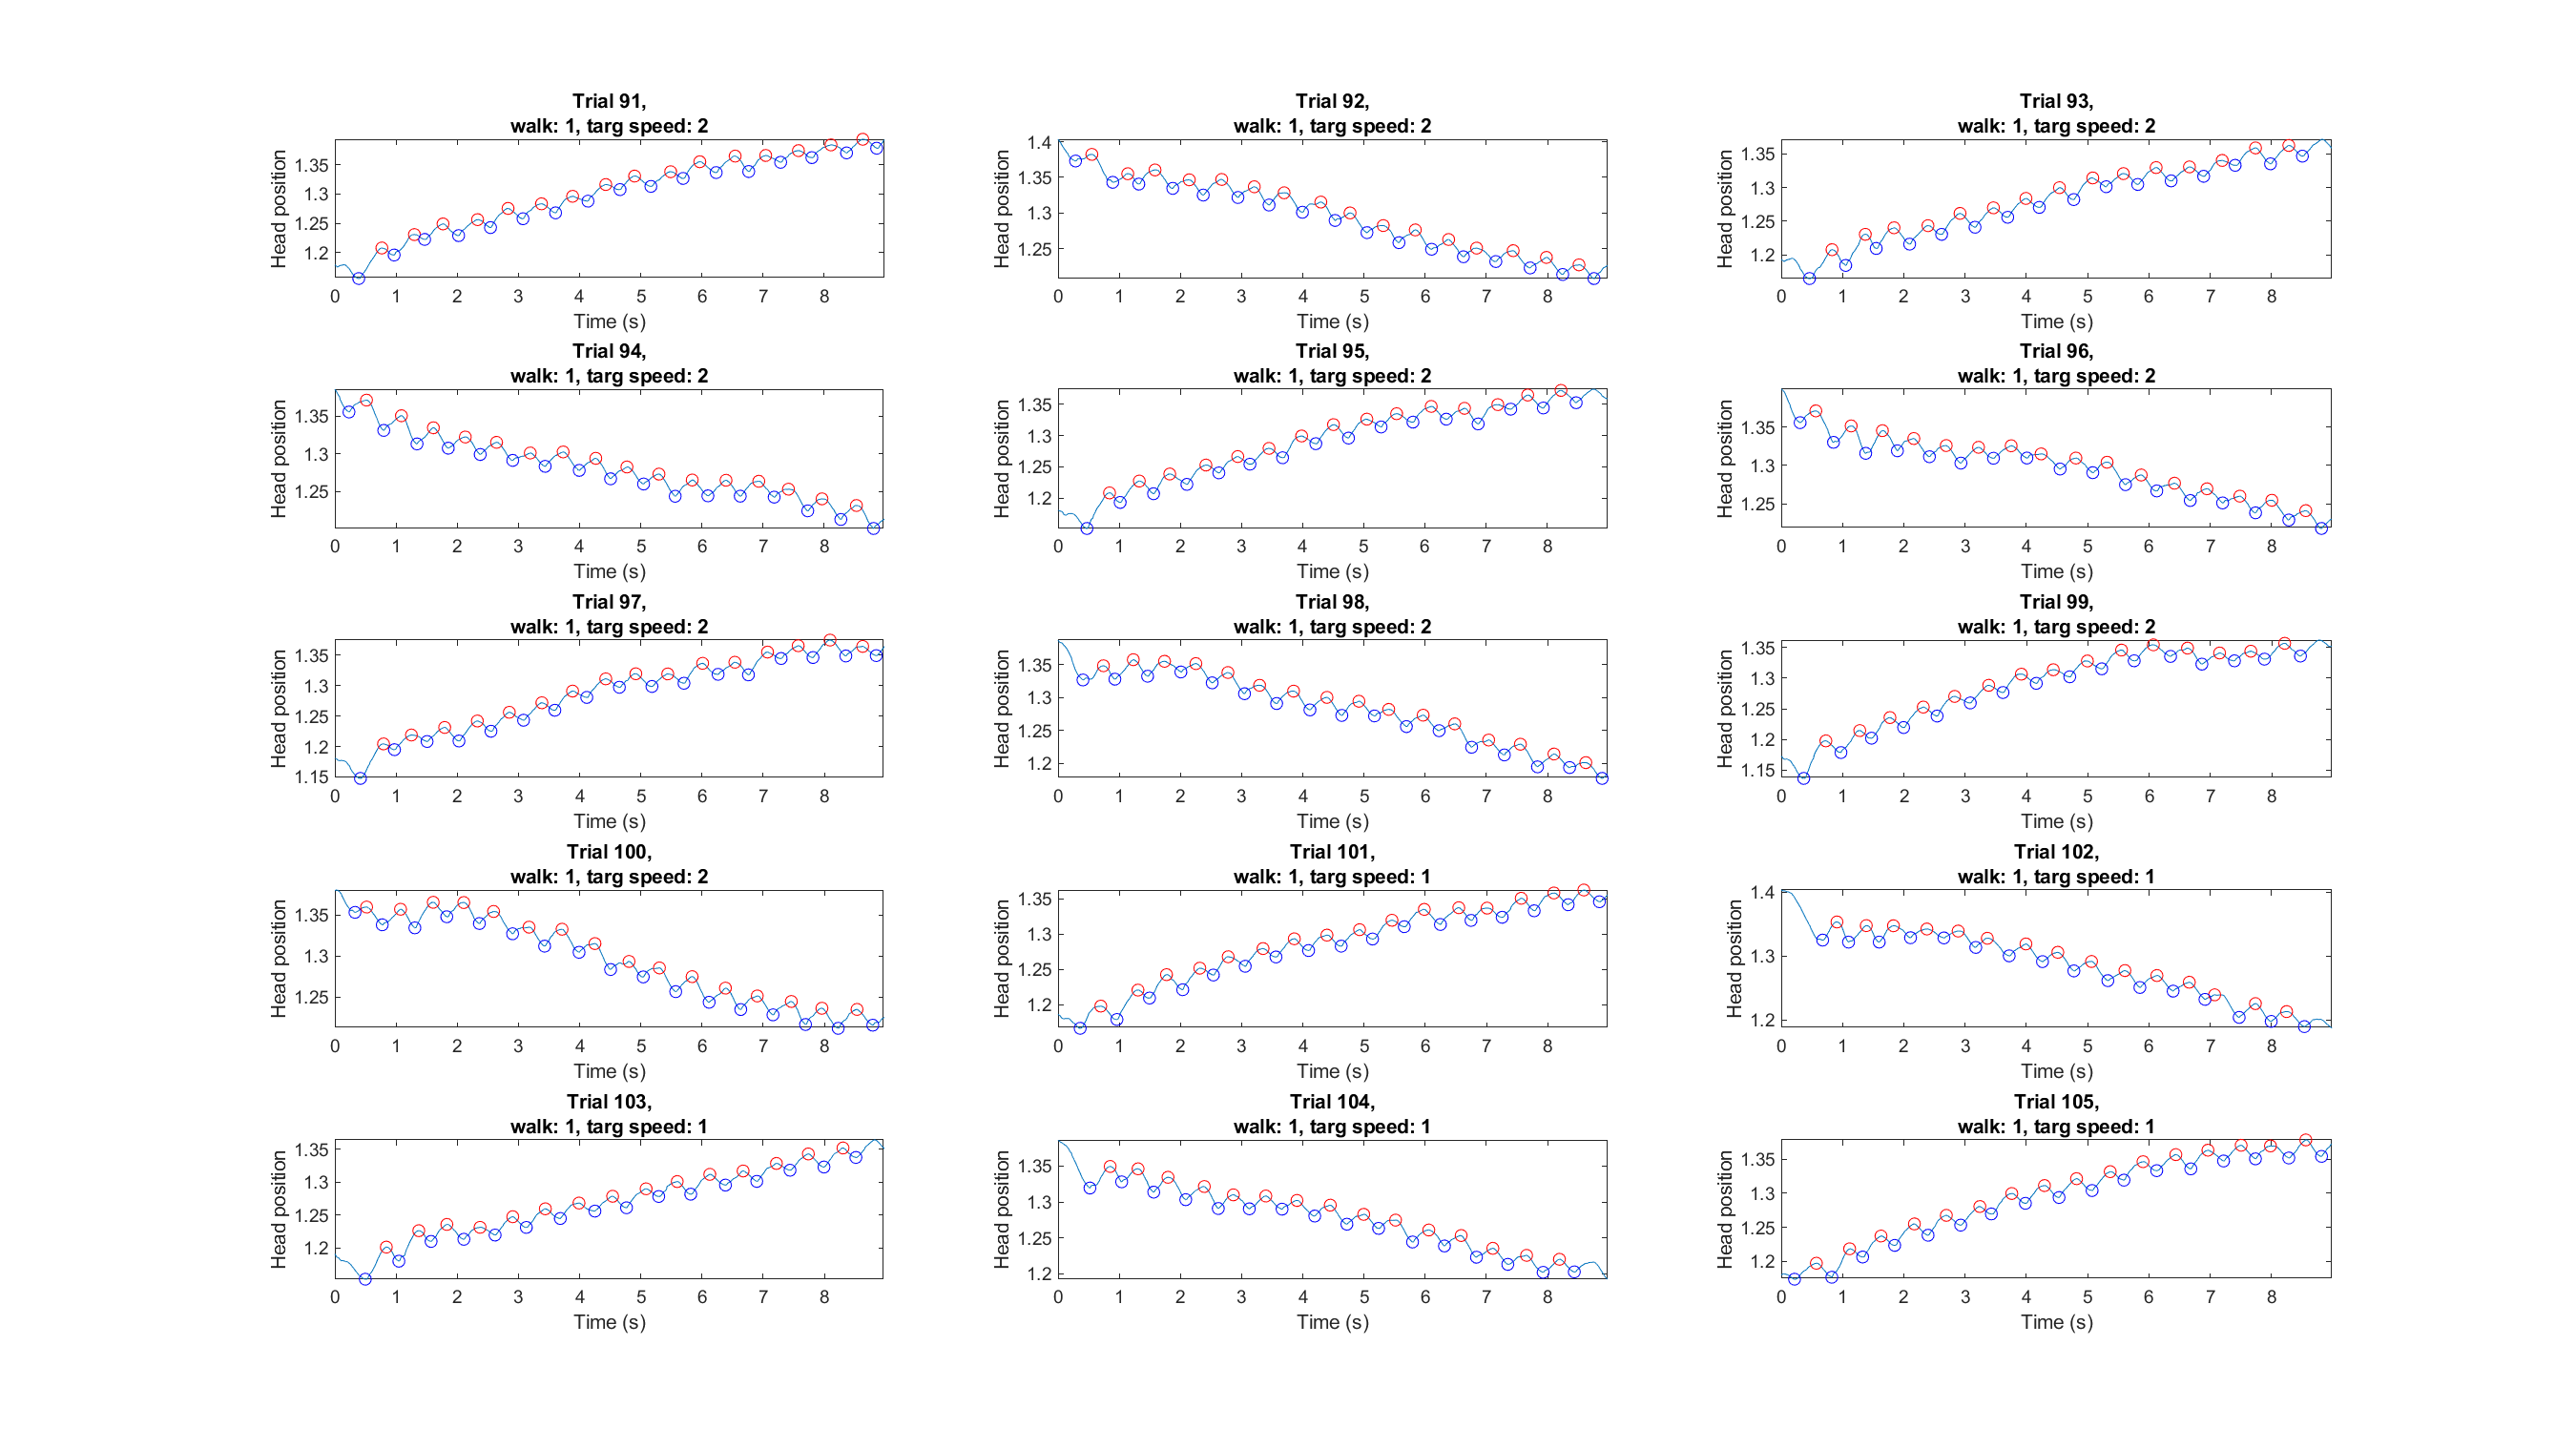 Trial 91,
walk: 1, targ speed: 2
1.35
1.3
1.25
1.2
Head position
0 1 2 3 4 5 6 7 8
Time (s)
Trial 92,
walk: 1, targ speed: 2
1.4
1.35
1.3
1.25
Head position
0 1 2 3 4 5 6 7 8
Time (s)
Trial 93,
walk: 1, targ speed: 2
1.35
1.3
1.25
1.2
Head position
0 1 2 3 4 5 6 7 8
Time (s)
Trial 94,
walk: 1, targ speed: 2
1.35
1.3
1.25
Head position
0 1 2 3 4 5 6 7 8
Time (s)
Trial 95,
walk: 1, targ speed: 2
1.35
1.3
1.25
1.2
Head position
0 1 2 3 4 5 6 7 8
Time (s)
Trial 96,
walk: 1, targ speed: 2
1.35
1.3
1.25
Head position
0 1 2 3 4 5 6 7 8
Time (s)
Trial 97,
walk: 1, targ speed: 2
1.35
1.3
1.25
1.2
1.15
Head position
0 1 2 3 4 5 6 7 8
Time (s)
Trial 98,
walk: 1, targ speed: 2
1.35
1.3
1.25
1.2
Head position
0 1 2 3 4 5 6 7 8
Time (s)
Trial 99,
walk: 1, targ speed: 2
1.35
1.3
1.25
1.2
1.15
Head position
0 1 2 3 4 5 6 7 8
Time (s)
Trial 100,
walk: 1, targ speed: 2
1.35
1.3
1.25
Head position
0 1 2 3 4 5 6 7 8
Time (s)
Trial 101,
walk: 1, targ speed: 1
1.35
1.3
1.25
1.2
Head position
0 1 2 3 4 5 6 7 8
Time (s)
Trial 102,
walk: 1, targ speed: 1
1.4
1.3
1.2
Head position
0 1 2 3 4 5 6 7 8
Time (s)
Trial 103,
walk: 1, targ speed: 1
1.35
1.3
1.25
1.2
Head position
0 1 2 3 4 5 6 7 8
Time (s)
Trial 104,
walk: 1, targ speed: 1
1.35
1.3
1.25
1.2
Head position
0 1 2 3 4 5 6 7 8
Time (s)
Trial 105,
walk: 1, targ speed: 1
1.35
1.3
1.25
1.2
Head position
0 1 2 3 4 5 6 7 8
Time (s)